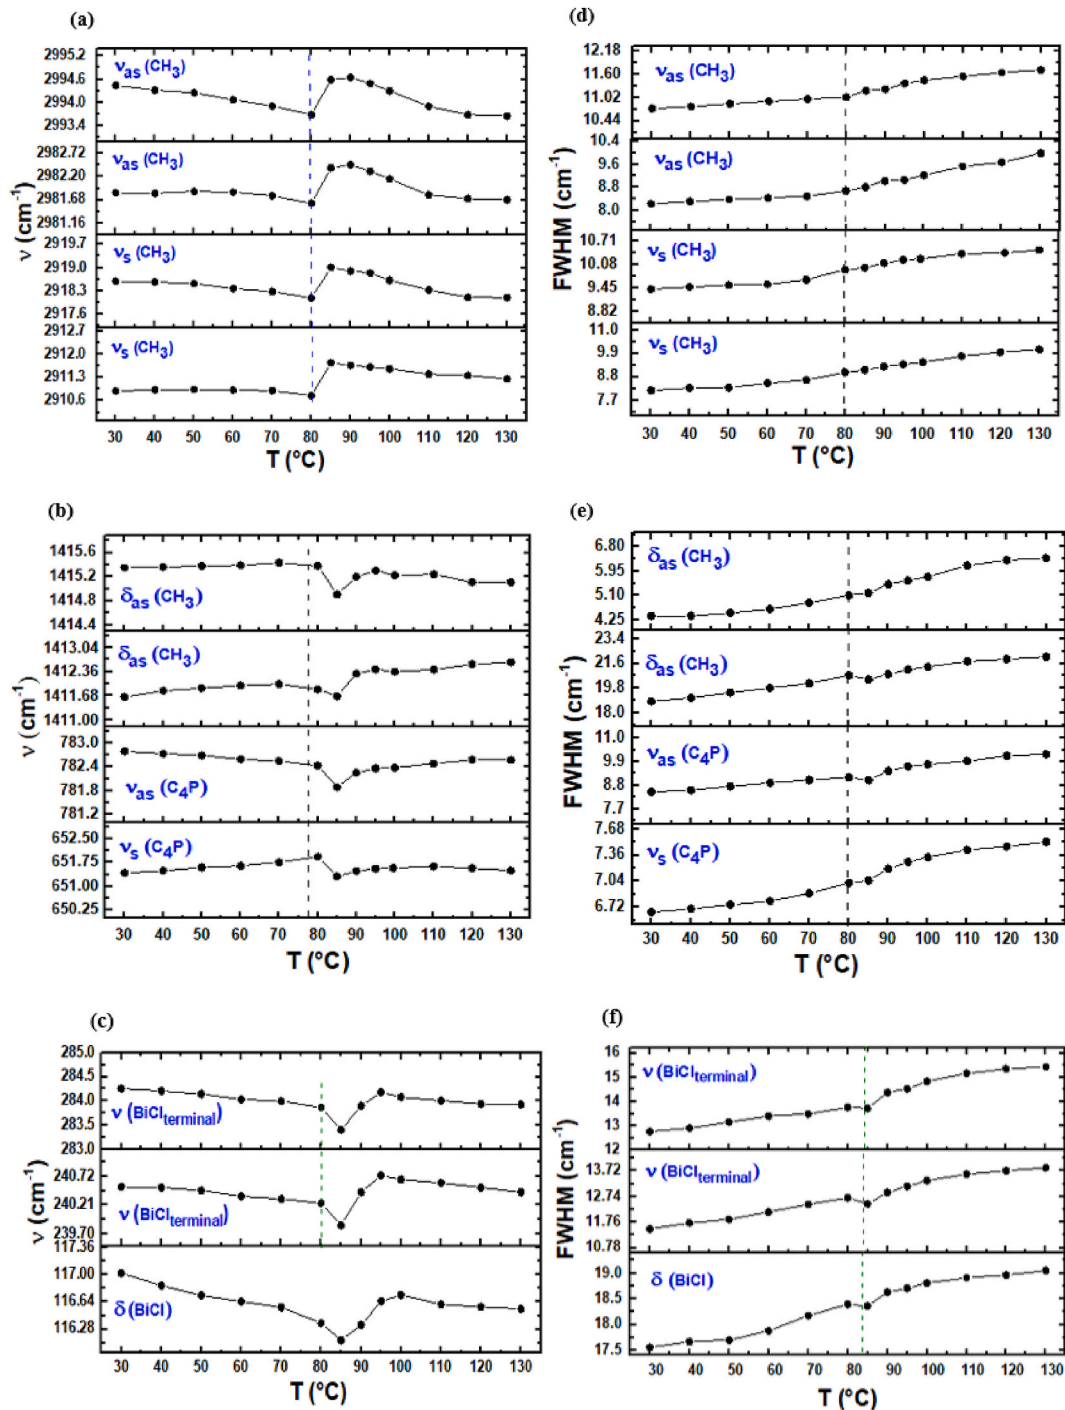 (a)
2995.2
2994.6
2994.0
2993.4
νas (CH3)
2982.72
2982.20
2981.68
2981.16
νas (CH3)
2919.7
2919.0
2918.3
2917.6
νs (CH3)
2912.7
2912.0
2911.3
2910.6
νs (CH3)
ν (cm-1)
30 40 50 60 70 80 90 100 110 120 130
T (°C)
(d)
12.18
11.60
11.02
10.44
νas (CH3)
10.4
9.6
8.8
8.0
νas (CH3)
10.71
10.08
9.45
8.82
νs (CH3)
11.0
9.9
8.8
7.7
νs (CH3)
FWHM (cm-1)
30 40 50 60 70 80 90 100 110 120 130
T (°C)
(b)
1415.6
1415.2
1414.8
1414.4
δas (CH3)
1413.04
1412.36
1411.68
1411.00
δas (CH3)
783.0
782.4
781.8
781.2
νas (C4P)
652.50
651.75
651.00
650.25
νs (C4P)
ν (cm-1)
30 40 50 60 70 80 90 100 110 120 130
T (°C)
(e)
6.80
5.95
5.10
4.25
δas (CH3)
23.4
21.6
19.8
18.0
δas (CH3)
11.0
9.9
8.8
7.7
νas (C4P)
7.68
7.36
7.04
6.72
νs (C4P)
FWHM (cm-1)
30 40 50 60 70 80 90 100 110 120 130
T (°C)
(c)
285.0
284.5
284.0
283.5
283.0
ν (BiClterminal)
240.72
240.21
239.70
ν (BiClterminal)
117.36
117.00
116.64
116.28
δ (BiCl)
ν (cm-1)
30 40 50 60 70 80 90 100 110 120 130
T (°C)
(f)
16
15
14
13
12
ν (BiClterminal)
13.72
12.74
11.76
10.78
ν (BiClterminal)
19.0
18.5
18.0
17.5
δ (BiCl)
FWHM (cm-1)
30 40 50 60 70 80 90 100 110 120 130
T (°C)